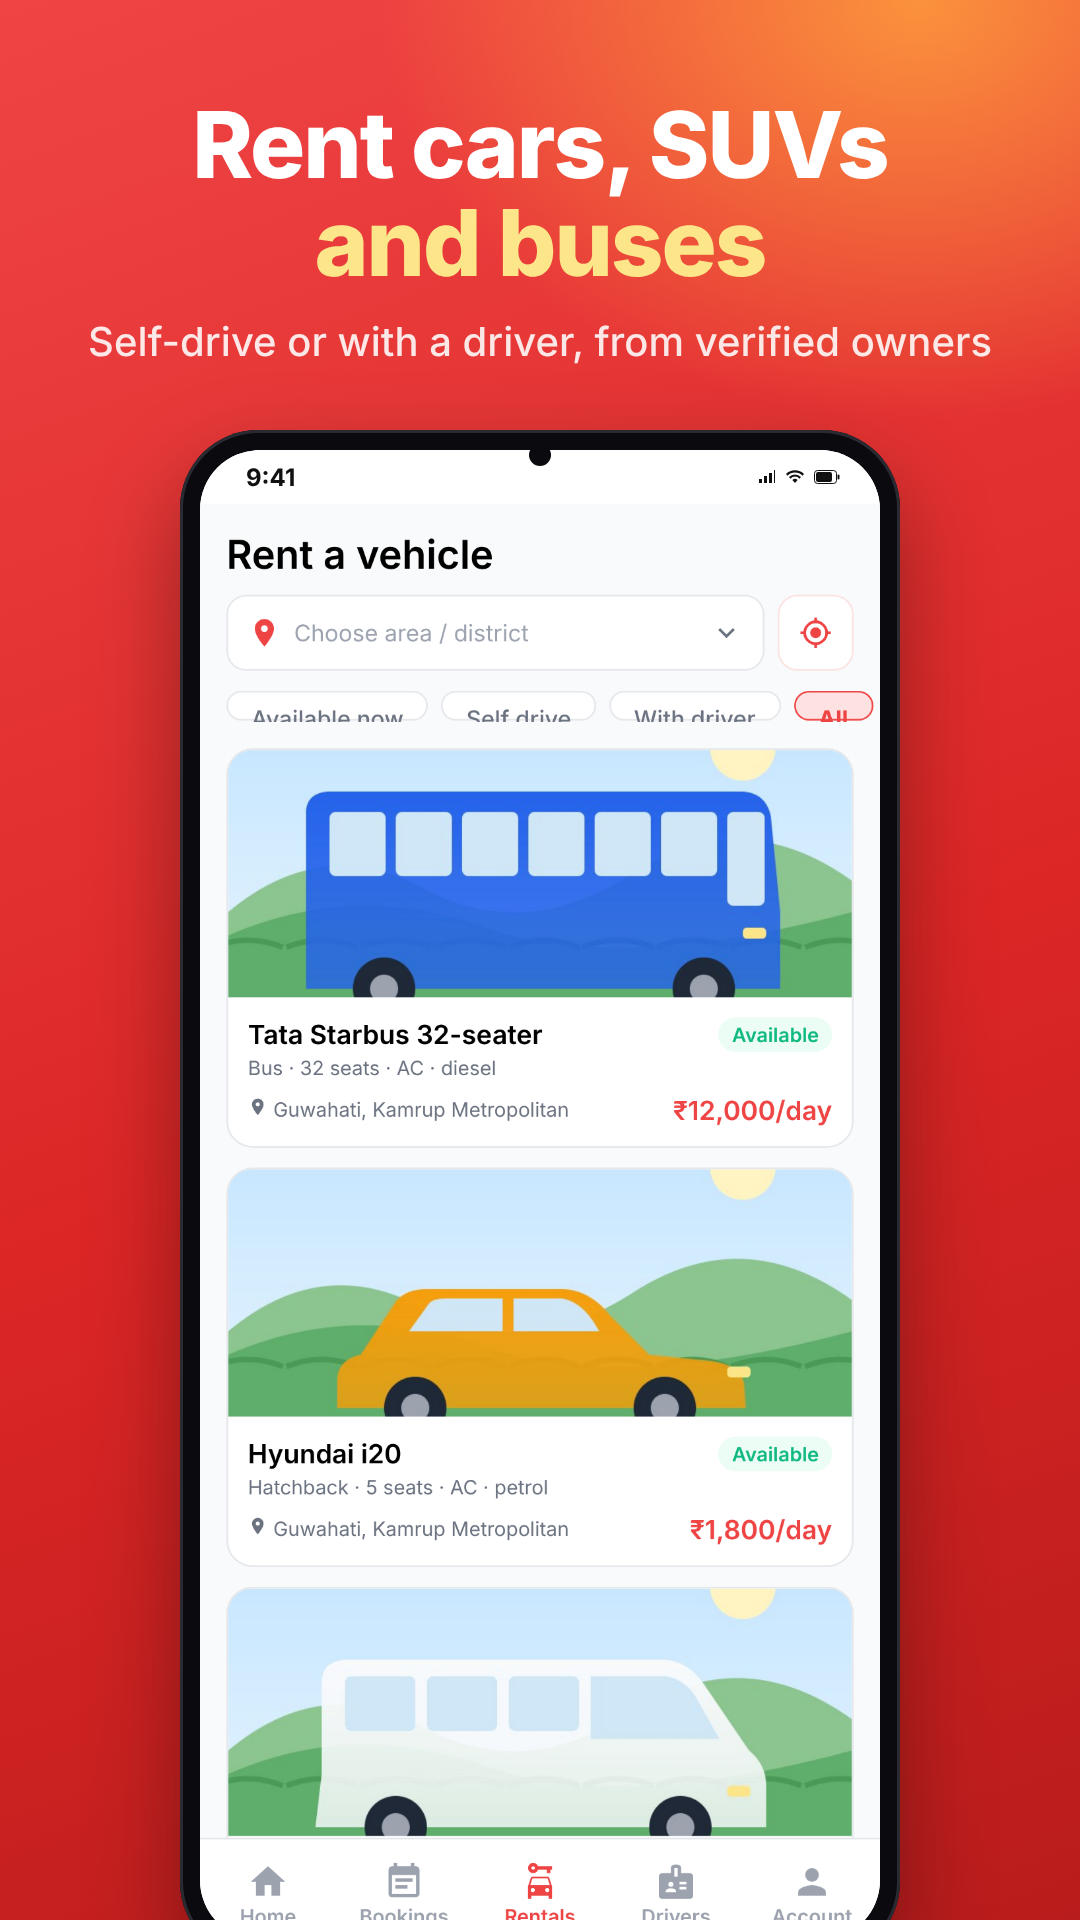 Rent cars, SUVs
and buses
Self-drive or with a driver, from verified owners
9:41
Rent a vehicle
Choose area / district
Available now
Self drive
With driver
All
Tata Starbus 32-seater
Available
Bus · 32 seats · AC · diesel
Guwahati, Kamrup Metropolitan
₹12,000/day
Hyundai i20
Available
Hatchback · 5 seats · AC · petrol
Guwahati, Kamrup Metropolitan
₹1,800/day
Home
Bookings
Rentals
Drivers
Account